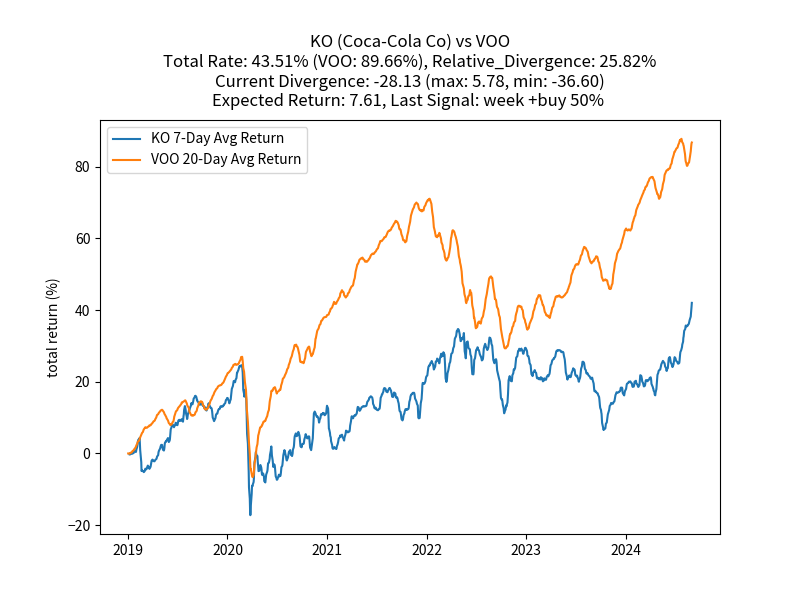 KO (Coca-Cola Co) vs VOO
Total Rate: 43.51% (VOO: 89.66%), Relative_Divergence: 25.82%
Current Divergence: -28.13 (max: 5.78, min: -36.60)
Expected Return: 7.61, Last Signal: week +buy 50%
KO 7-Day Avg Return
VOO 20-Day Avg Return
total return (%)
80
60
40
20
0
−20
2019 2020 2021 2022 2023 2024